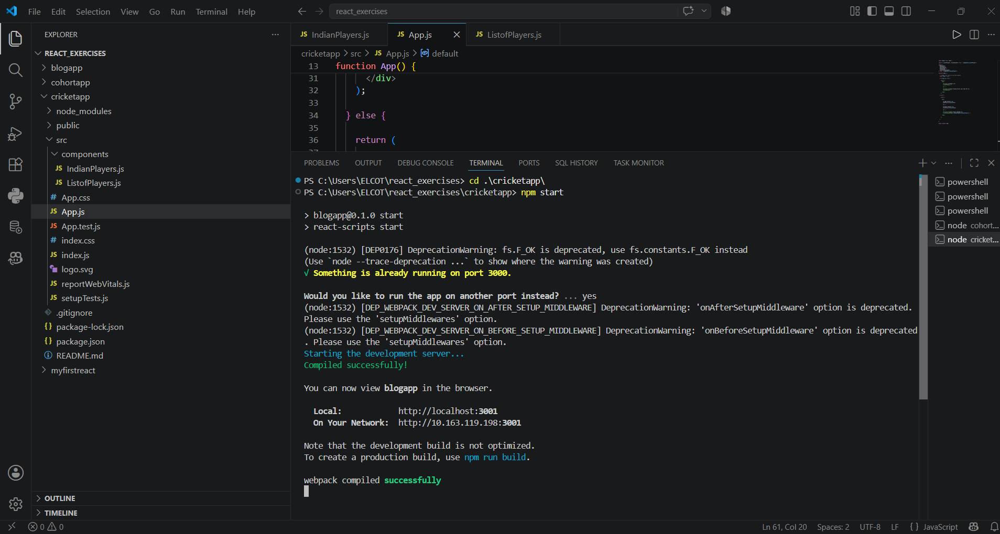 File Edit Selection View Go Run Terminal Help
react_exercises
EXPLORER
REACT_EXERCISES
blogapp
cohortapp
cricketapp
node_modules
public
src
components
JS IndianPlayers.js
JS ListofPlayers.js
# App.css
JS App.js
JS App.test.js
# index.css
JS index.js
logo.svg
JS reportWebVitals.js
JS setupTests.js
.gitignore
{} package-lock.json
{} package.json
README.md
myfirstreact
OUTLINE
TIMELINE
JS IndianPlayers.js
JS App.js
JS ListofPlayers.js
cricketapp > src > JS App.js > default
13 function App() {
31 </div>
32 );
33
34 } else {
35
36 return (
PROBLEMS OUTPUT DEBUG CONSOLE TERMINAL PORTS SQL HISTORY TASK MONITOR
PS C:\Users\ELCOT\react_exercises> cd .\cricketapp\
PS C:\Users\ELCOT\react_exercises\cricketapp> npm start
> blogapp@0.1.0 start
> react-scripts start
(node:1532) [DEP0176] DeprecationWarning: fs.F_OK is deprecated, use fs.constants.F_OK instead
(Use `node --trace-deprecation ...` to show where the warning was created)
√ Something is already running on port 3000.
Would you like to run the app on another port instead? ... yes
(node:1532) [DEP_WEBPACK_DEV_SERVER_ON_AFTER_SETUP_MIDDLEWARE] DeprecationWarning: 'onAfterSetupMiddleware' option is deprecated.
Please use the 'setupMiddlewares' option.
(node:1532) [DEP_WEBPACK_DEV_SERVER_ON_BEFORE_SETUP_MIDDLEWARE] DeprecationWarning: 'onBeforeSetupMiddleware' option is deprecated
. Please use the 'setupMiddlewares' option.
Starting the development server...
Compiled successfully!
You can now view blogapp in the browser.
Local: http://localhost:3001
On Your Network: http://10.163.119.198:3001
Note that the development build is not optimized.
To create a production build, use npm run build.
webpack compiled successfully
powershell
powershell
powershell
node cohort...
node cricket...
0 0
Ln 61, Col 20 Spaces: 2 UTF-8 LF {} JavaScript